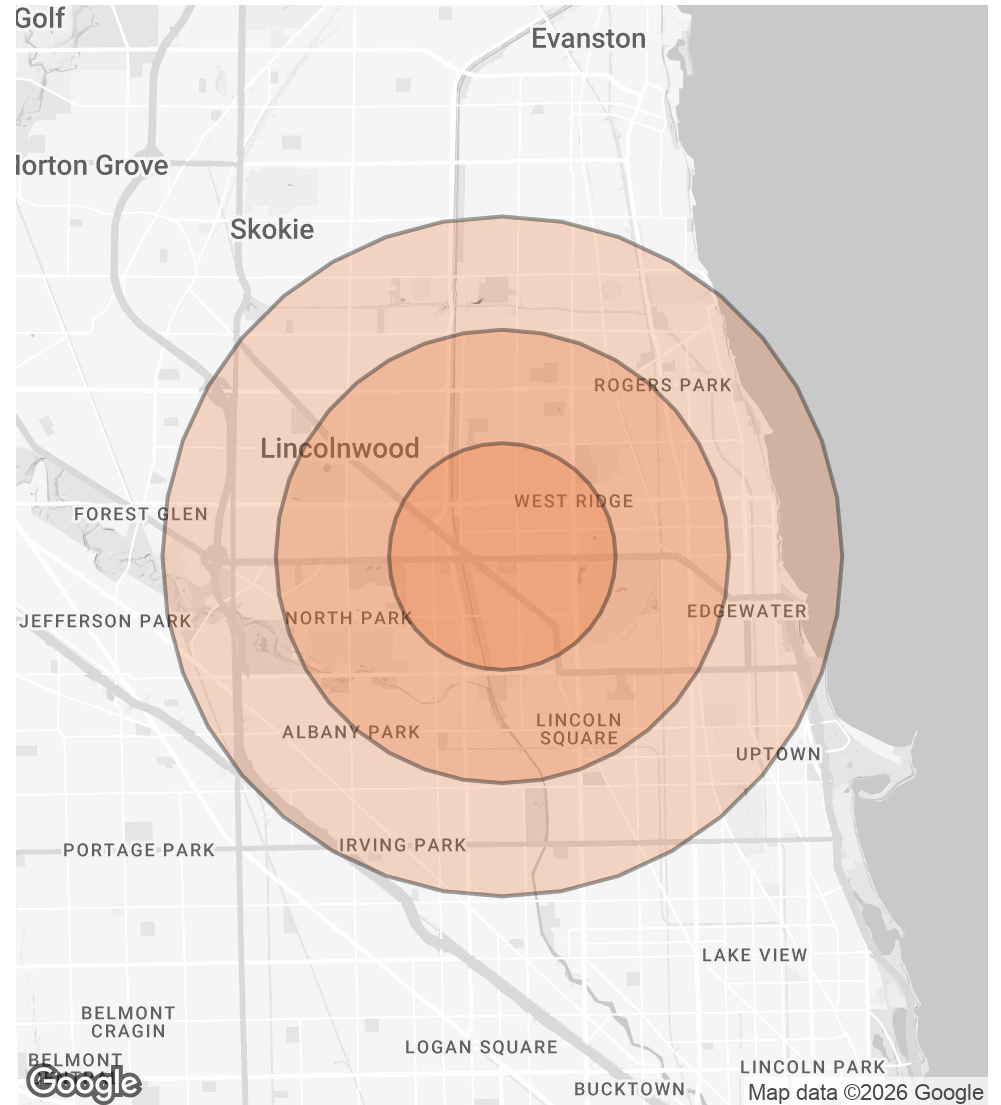 Golf
Evanston
lorton Grove
Skokie
ROGERS PARK
Lincolnwood
WEST RIDGE
FOREST GLEN
EDGEWATER
NORTH PARK
JEFFERSON PARK
LINCOLN
SQUARE
ALBANY PARK
UPTOWN
IRVING PARK
PORTAGE PARK
LAKE VIEW
BELMONT
CRAGIN
LOGAN SQUARE
BELMONT
LINCOLN PARK
Google
BUCKTOWN
Map data ©2026 Google